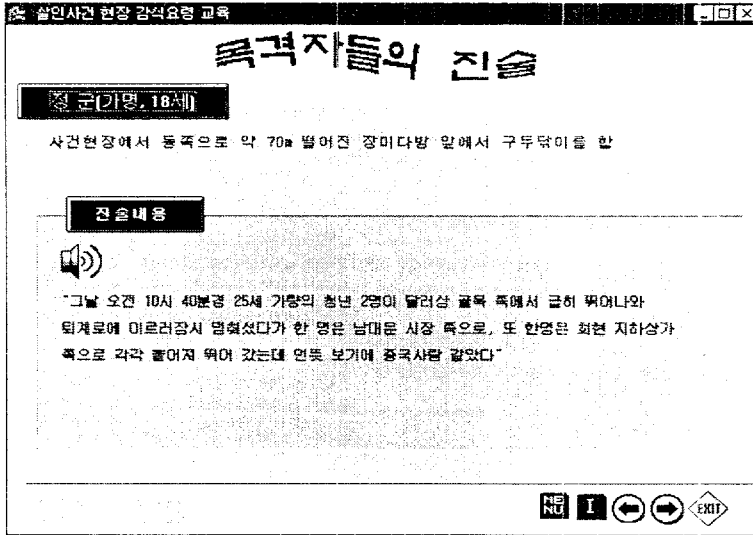 살인사건 현장 감식요령 교육
목격자들의 진술
정 군(가명, 18세)
사건현장에서 동쪽으로 약 70m 떨어진 장미다방 앞에서 구두닦이를 함
진술내용
"그날 오전 10시 40분경 25세 가량의 청년 2명이 달러상 골목 쪽에서 급히 뛰어나와
퇴계로에 이르러잠시 멈춰섰다가 한 명은 남대문 시장 쪽으로, 또 한명은 회현 지하상가
쪽으로 각각 흩어져 뛰어 갔는데 언뜻 보기에 중국사람 같았다"
MENU I EXIT